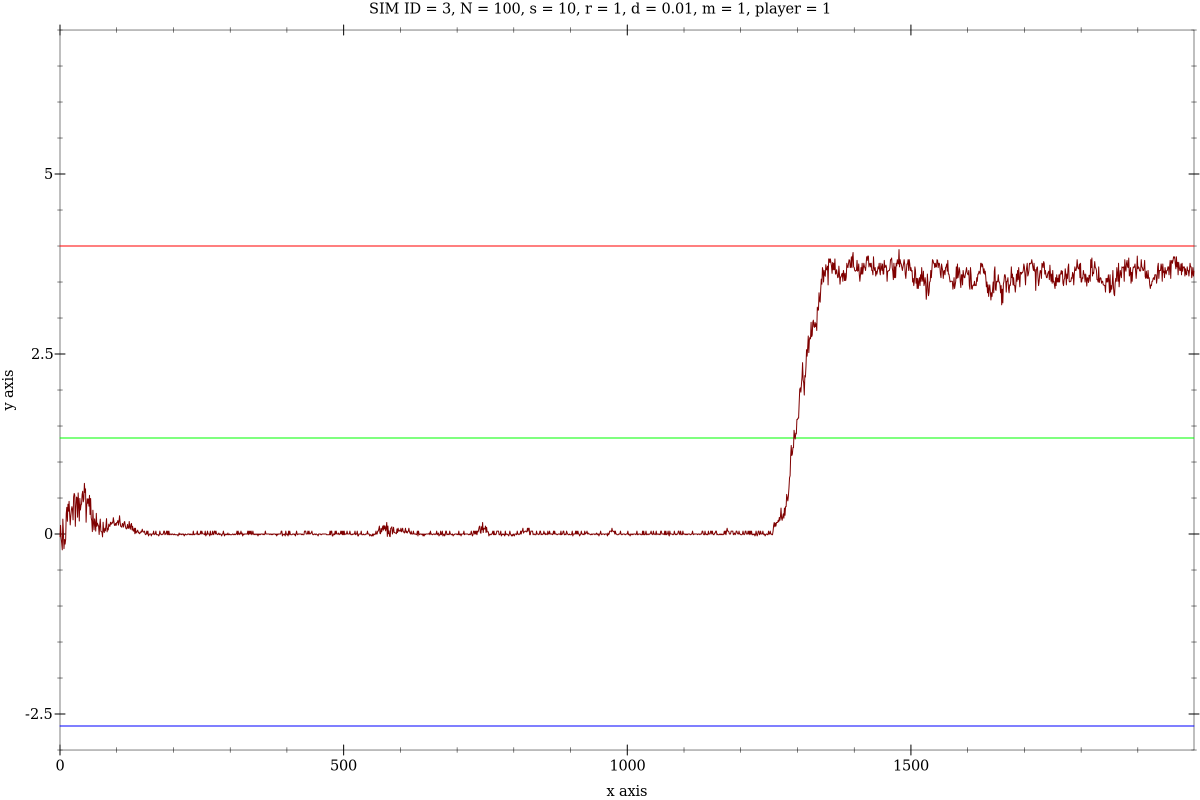 SIM ID = 3, N = 100, s = 10, r = 1, d = 0.01, m = 1, player = 1
5
2.5
y axis
0
-2.5
0 500 1000 1500
x axis